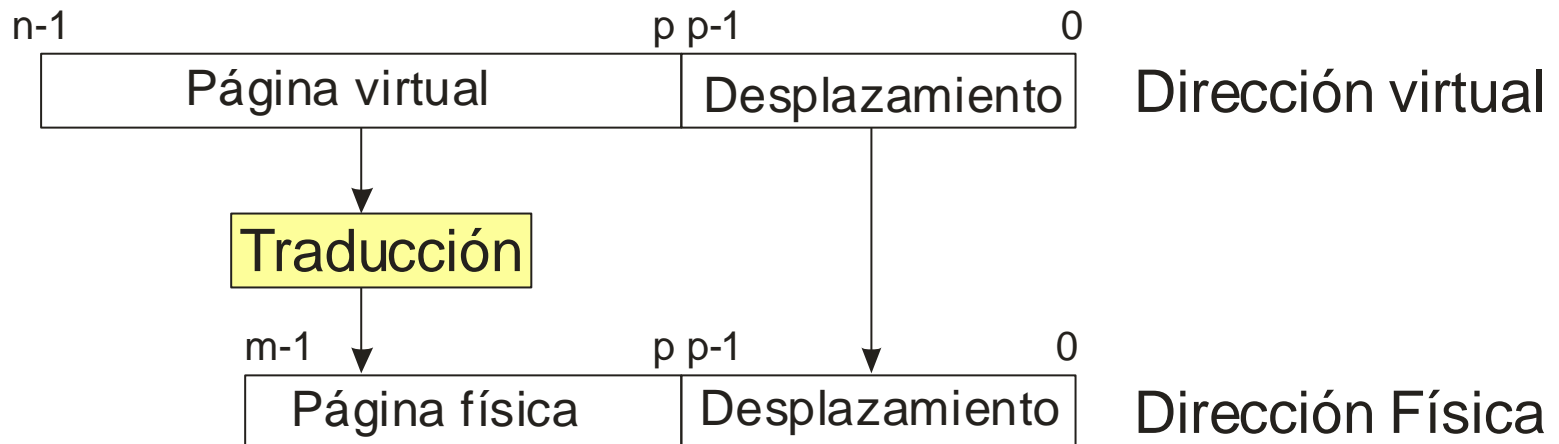 n-1 p p-1 0
Página virtual Desplazamiento Dirección virtual
Traducción
m-1 p p-1 0
Página física Desplazamiento Dirección Física